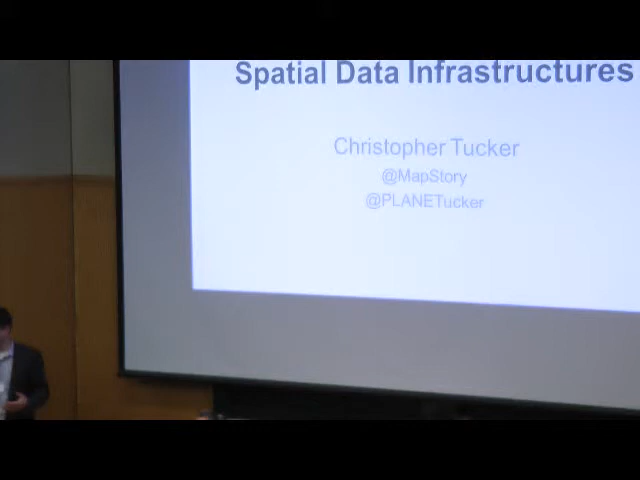 Spatial Data Infrastructures
Christopher Tucker
@MapStory
@PLANETucker